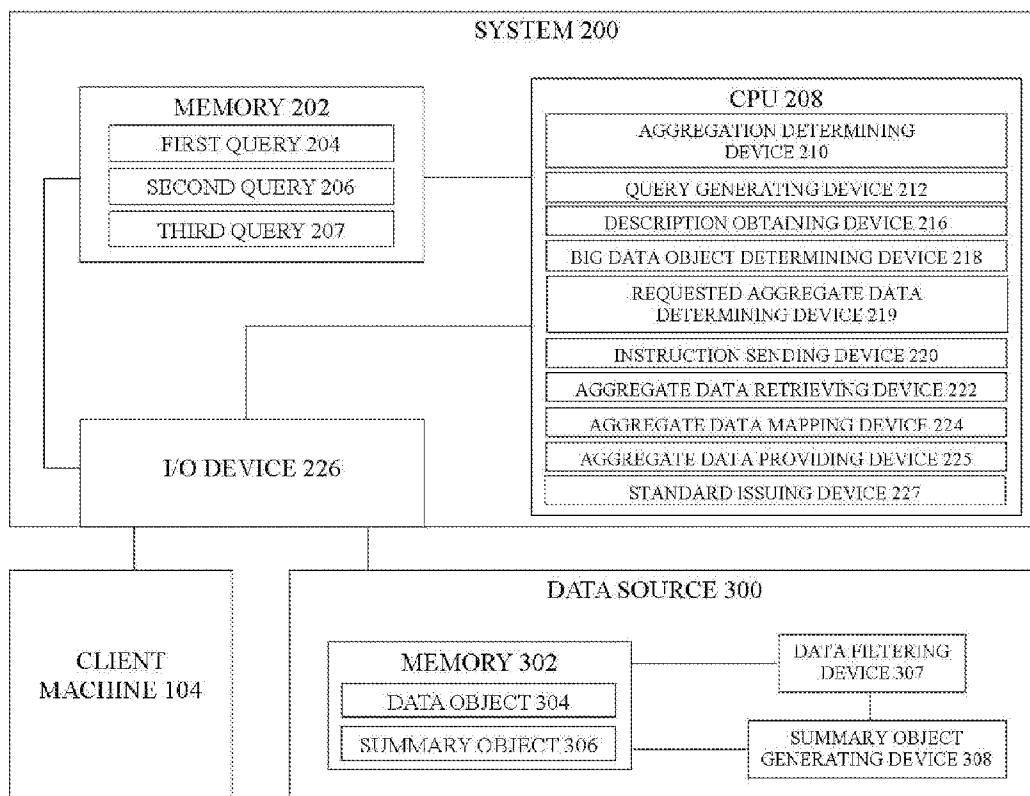 SYSTEM 200
MEMORY 202
FIRST QUERY 204
SECOND QUERY 206
THIRD QUERY 207
CPU 208
AGGREGATION DETERMINING
DEVICE 210
QUERY GENERATING DEVICE 212
DESCRIPTION OBTAINING DEVICE 216
BIG DATA OBJECT DETERMINING DEVICE 218
REQUESTED AGGREGATE DATA
DETERMINING DEVICE 219
INSTRUCTION SENDING DEVICE 220
AGGREGATE DATA RETRIEVING DEVICE 222
AGGREGATE DATA MAPPING DEVICE 224
AGGREGATE DATA PROVIDING DEVICE 225
STANDARD ISSUING DEVICE 227
I/O DEVICE 226
CLIENT
MACHINE 104
DATA SOURCE 300
MEMORY 302
DATA OBJECT 304
SUMMARY OBJECT 306
DATA FILTERING
DEVICE 307
SUMMARY OBJECT
GENERATING DEVICE 308